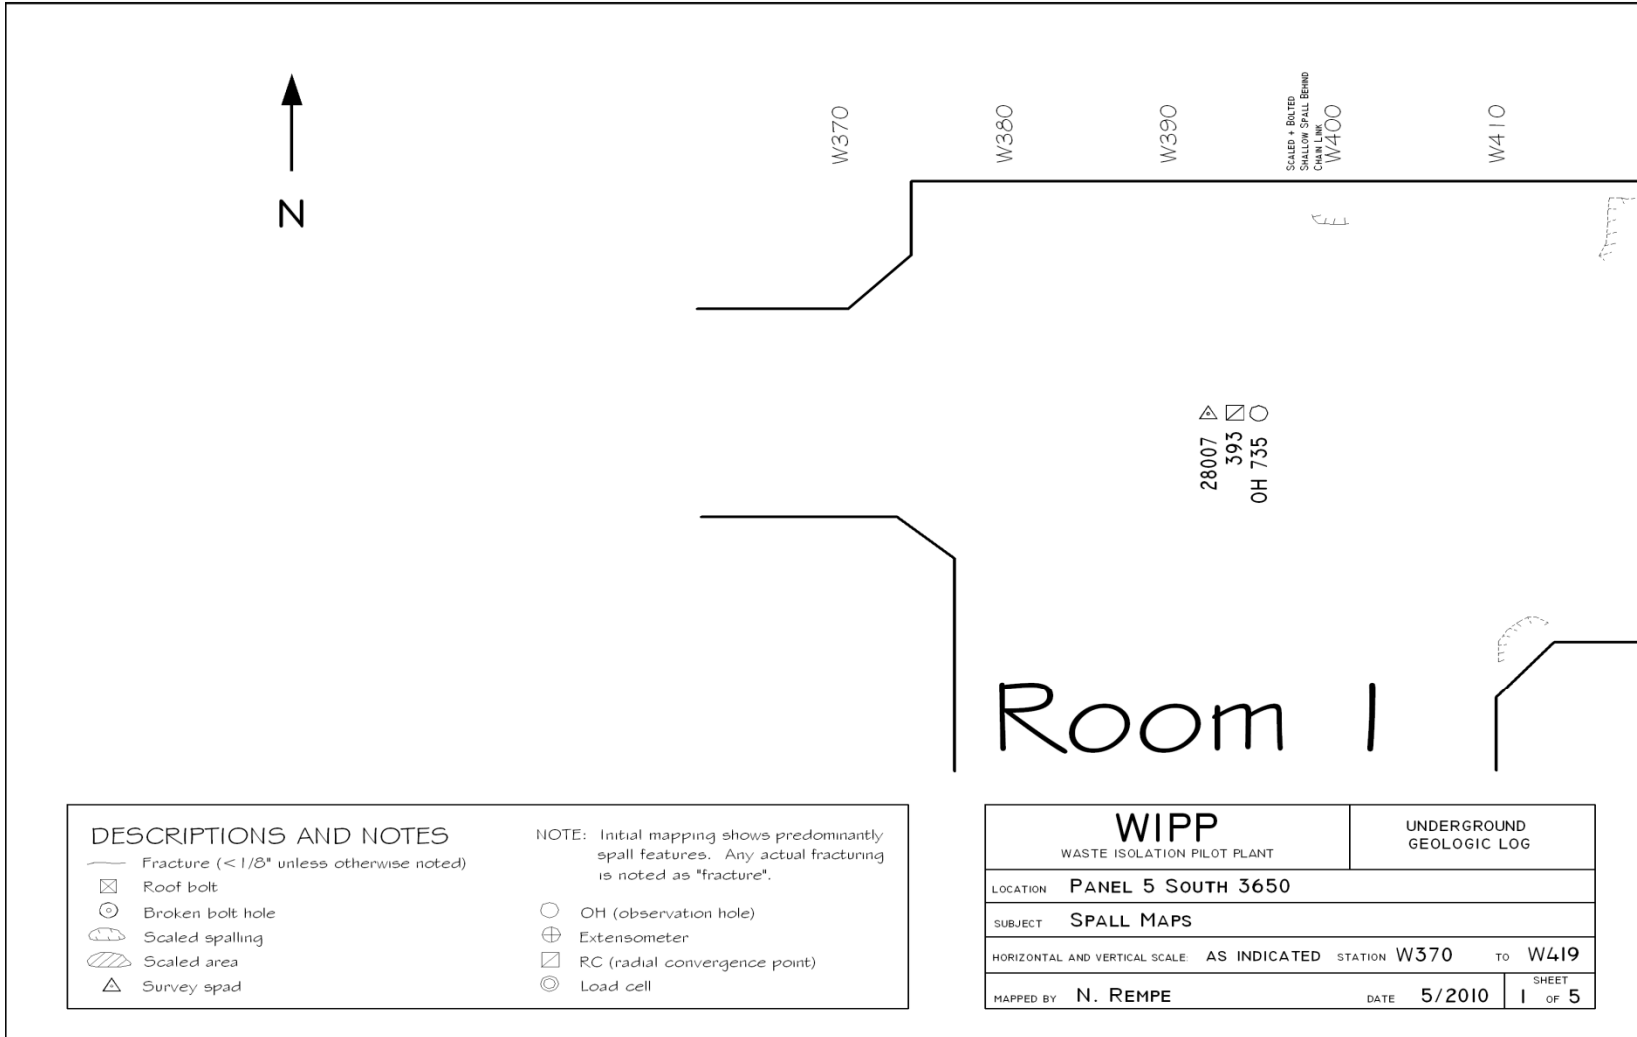 N
W370
W380
W390
SCALED + BOLTED
SHALLOW SPALL BEHIND
CHAIN LINK
W400
W410
28007
393
OH 735
Room 1
DESCRIPTIONS AND NOTES
Fracture (<1/8" unless otherwise noted)
Roof bolt
Broken bolt hole
Scaled spalling
Scaled area
Survey spad
NOTE: Initial mapping shows predominantly
spall features. Any actual fracturing
is noted as "fracture".
OH (observation hole)
Extensometer
RC (radial convergence point)
Load cell
WIPP
WASTE ISOLATION PILOT PLANT
UNDERGROUND
GEOLOGIC LOG
LOCATION PANEL 5 SOUTH 3650
SUBJECT SPALL MAPS
HORIZONTAL AND VERTICAL SCALE: AS INDICATED STATION W370 TO W419
MAPPED BY N. REMPE DATE 5/2010
SHEET
1 OF 5